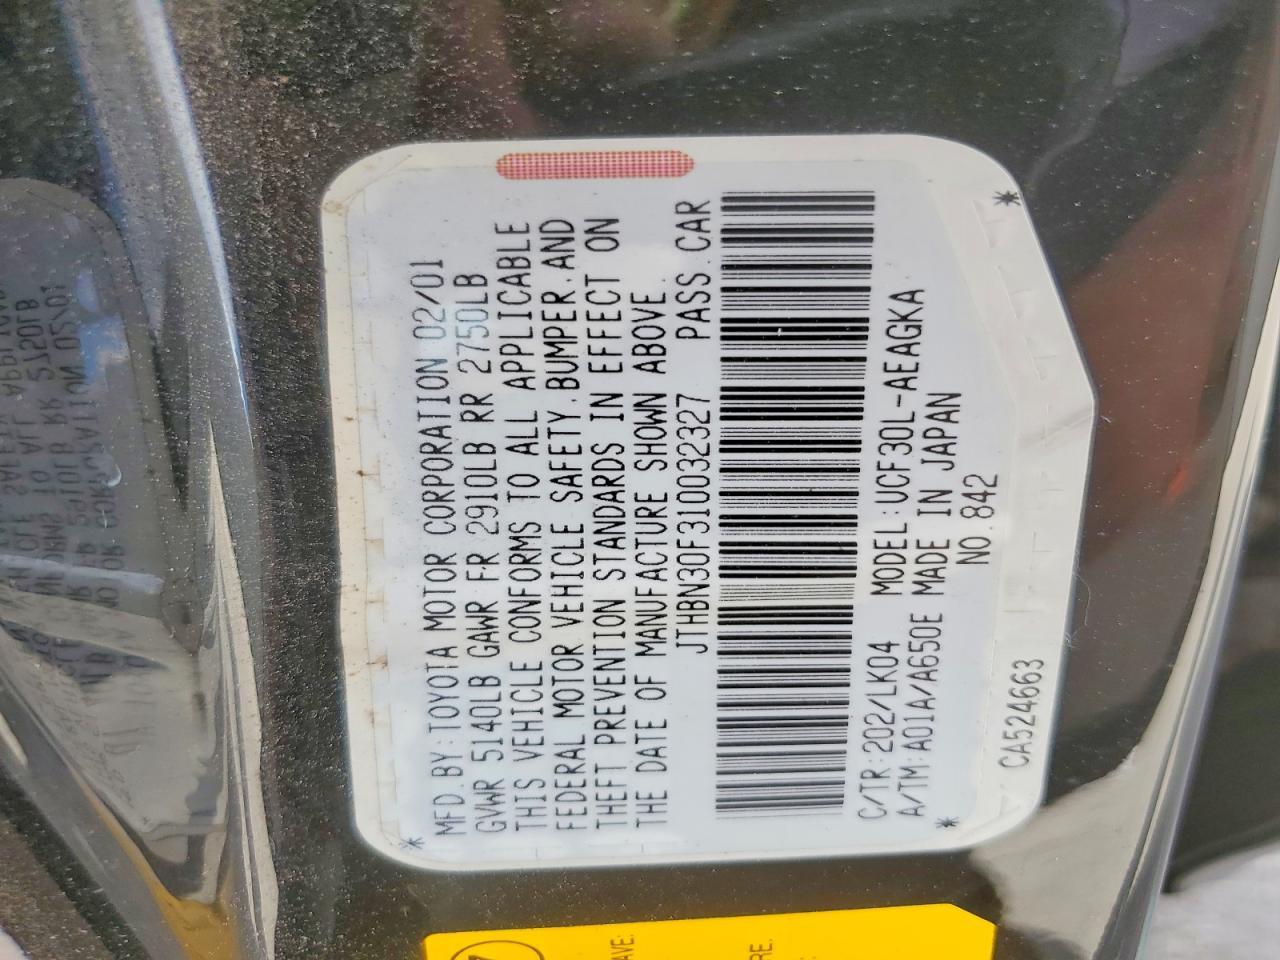 MFD.BY:TOYOTA MOTOR CORPORATION 02/01
GVWR 5140LB GAWR FR 2910LB RR 2750LB
THIS VEHICLE CONFORMS TO ALL APPLICABLE
FEDERAL MOTOR VEHICLE SAFETY,BUMPER,AND
THEFT PREVENTION STANDARDS IN EFFECT ON
THE DATE OF MANUFACTURE SHOWN ABOVE.
JTHBN30F310032327 PASS.CAR
C/TR:202/LK04 MODEL:UCF30L-AEAGKA
A/TM:A01A/A650E MADE IN JAPAN
NO.842
CA524663
AVE:
RE.